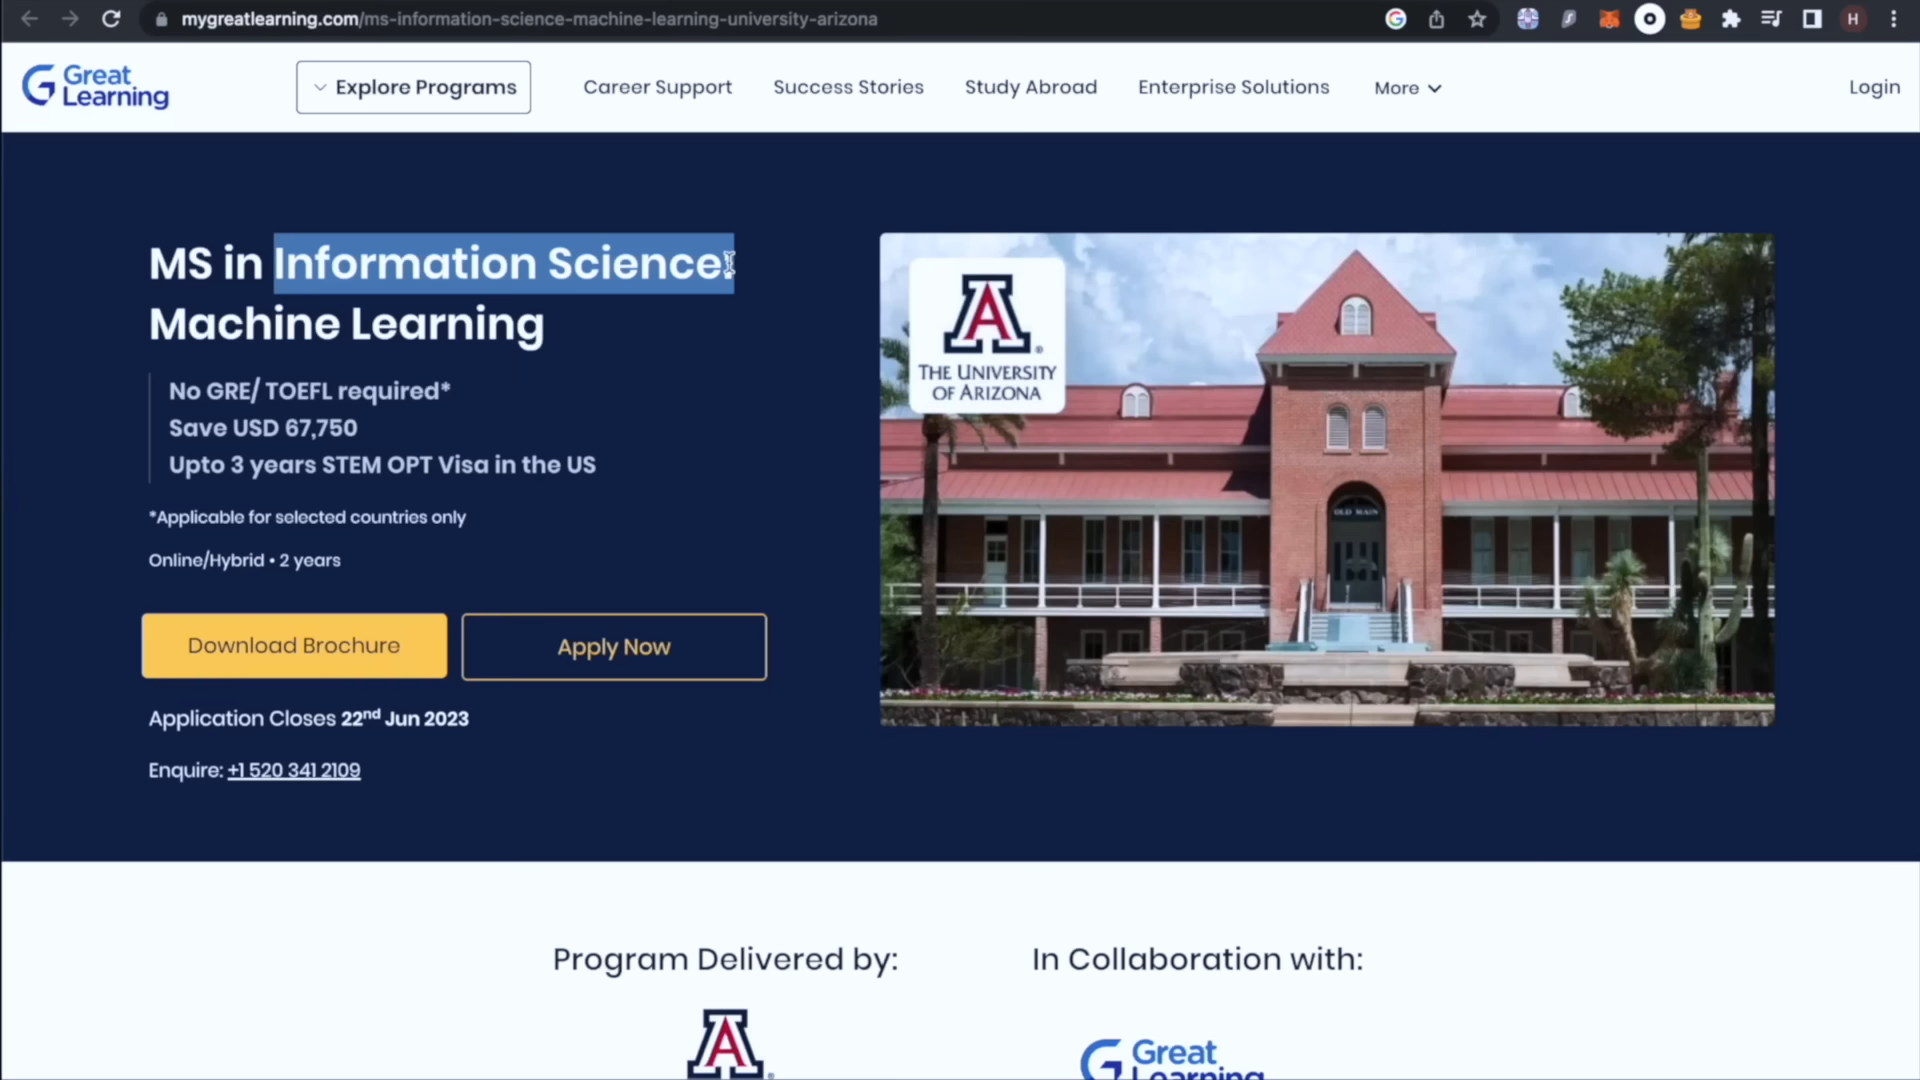 mygreatlearning.com/ms-information-science-machine-learning-university-arizona
H
Great
Learning
Explore Programs
Career Support
Success Stories
Study Abroad
Enterprise Solutions
More
Login
MS in Information Science:
Machine Learning
No GRE/ TOEFL required*
Save USD 67,750
Upto 3 years STEM OPT Visa in the US
*Applicable for selected countries only
Online/Hybrid • 2 years
Download Brochure
Apply Now
Application Closes 22nd Jun 2023
Enquire: +1 520 341 2109
A
THE UNIVERSITY
OF ARIZONA
OLD MAIN
Program Delivered by:
In Collaboration with:
A
Great
Learning